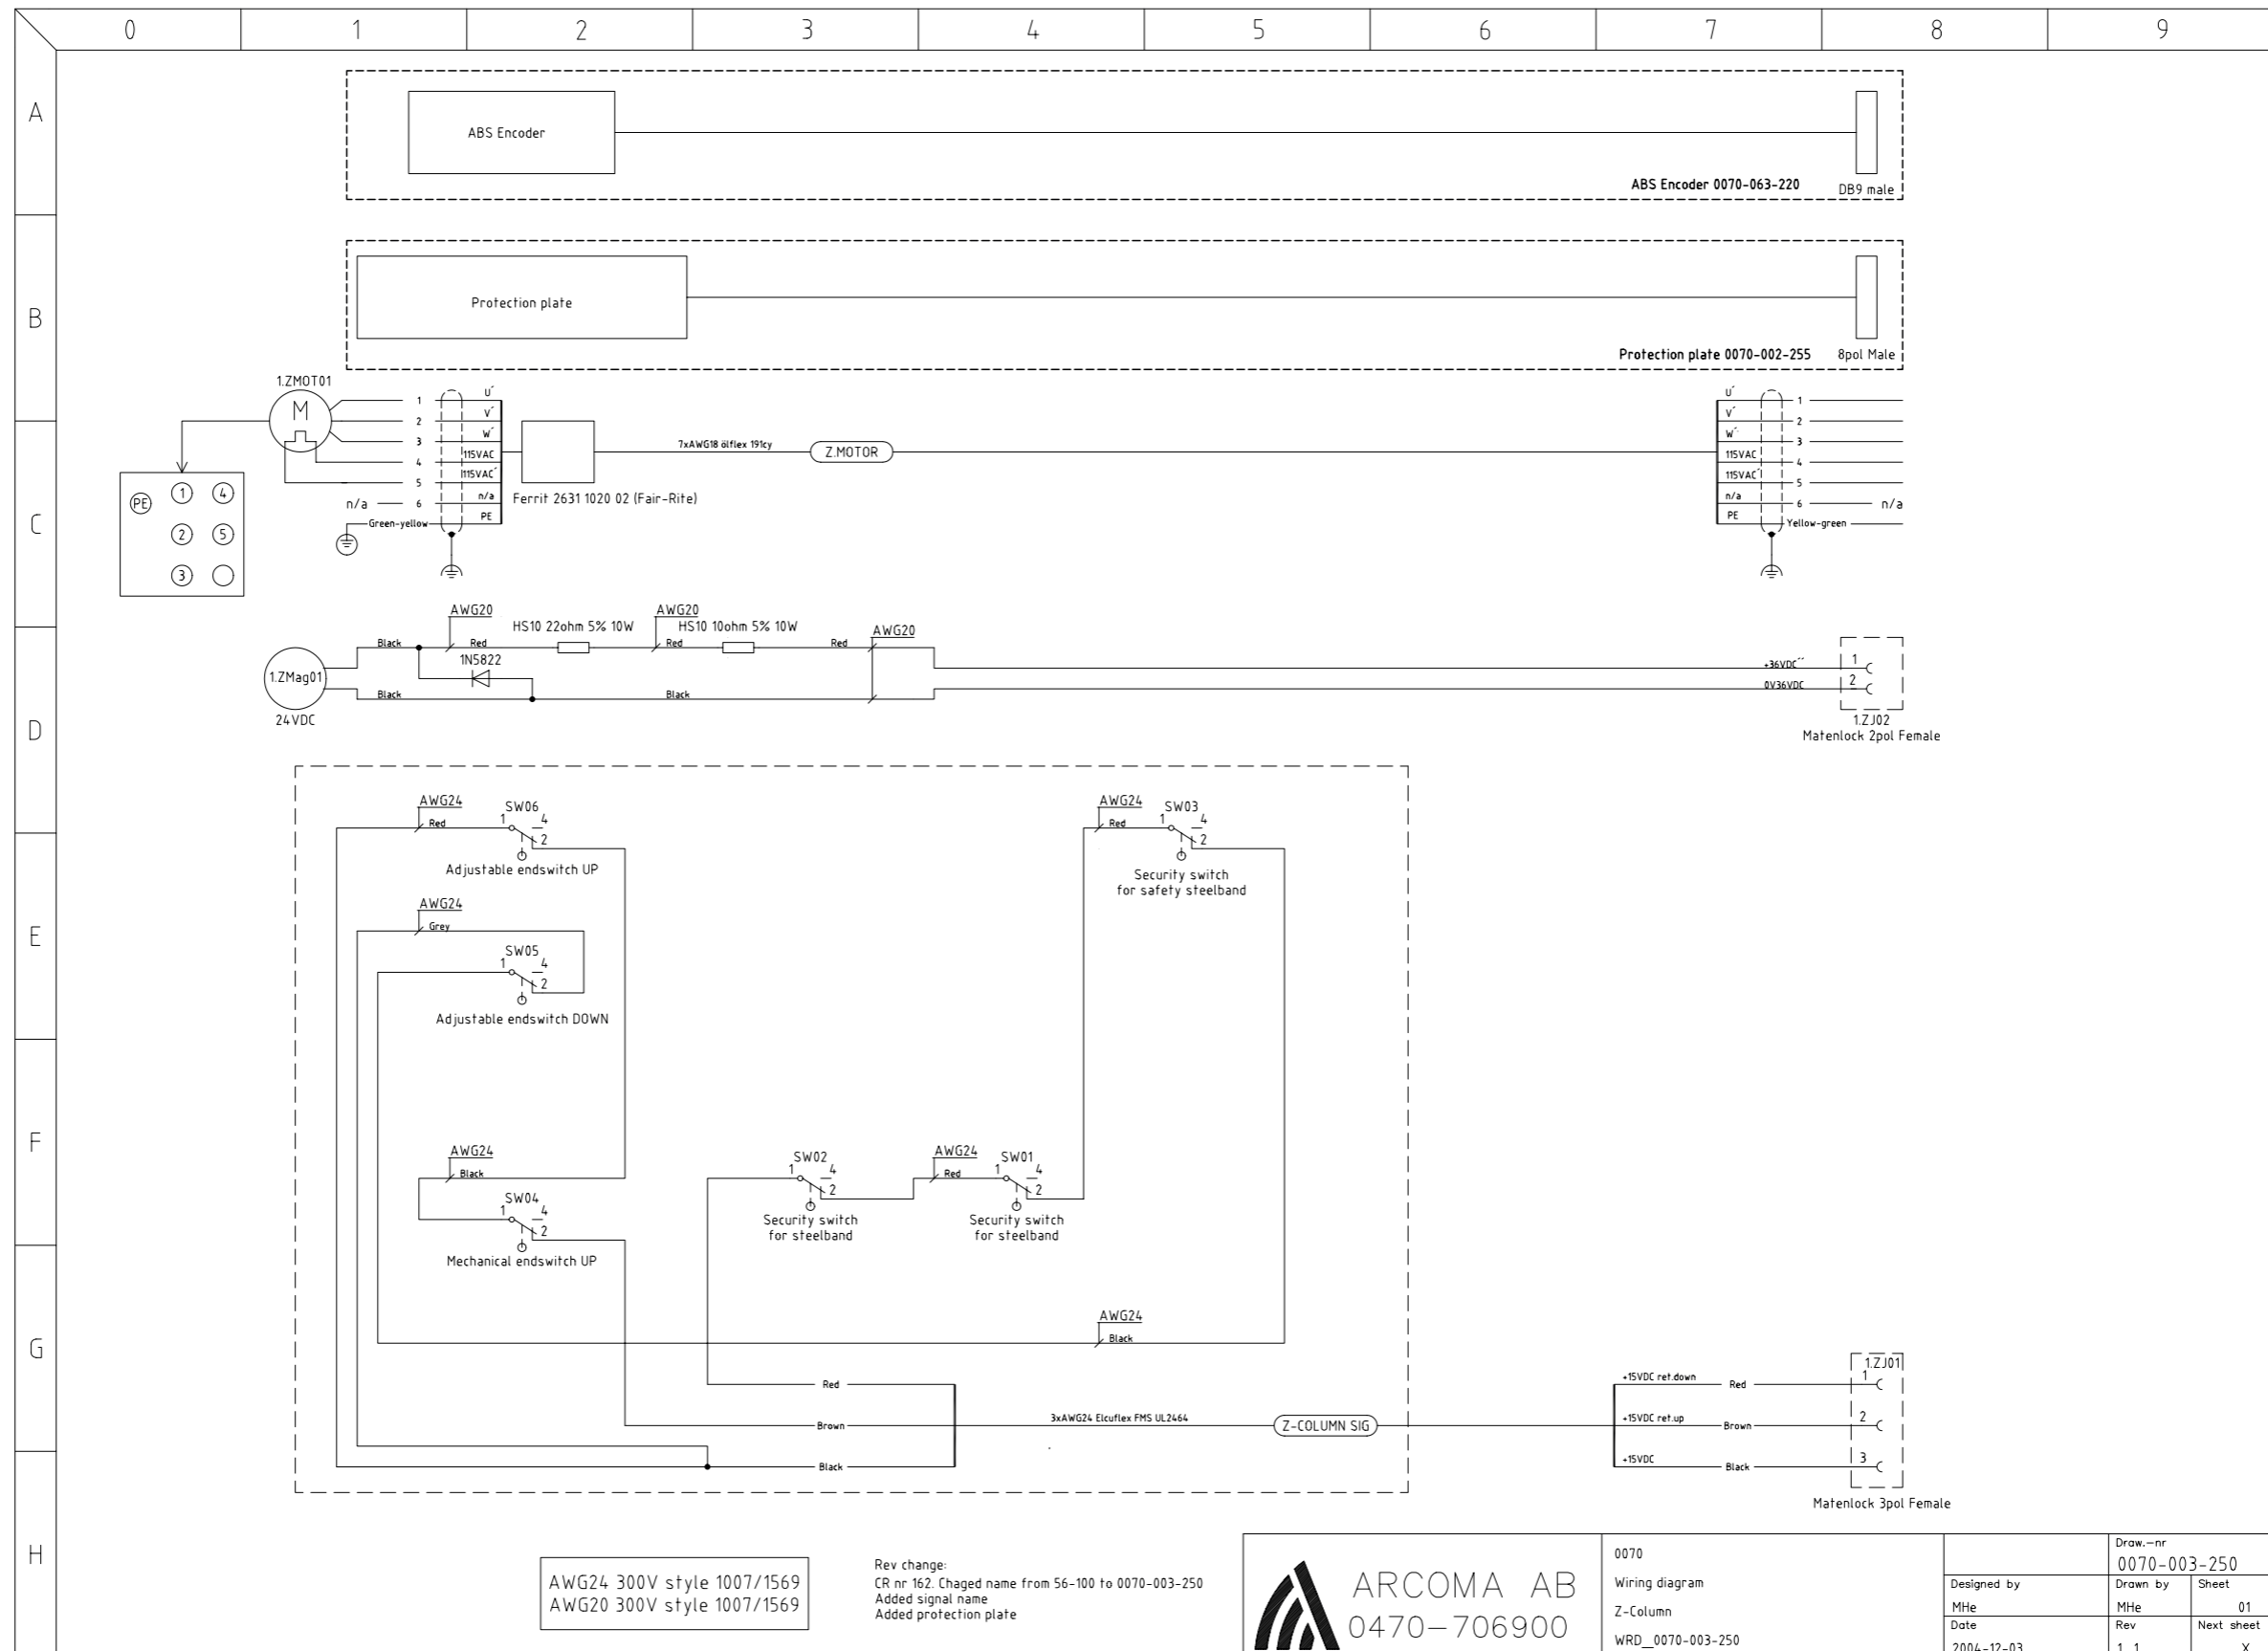 0 1 2 3 4 5 6 7 8 9
A
ABS Encoder
ABS Encoder 0070-063-220
DB9 male
B
Protection plate
Protection plate 0070-002-255
8pol Male
1.ZMOT01
M
1 U´
2 V´
3 W´
4 115VAC
5 115VAC´
n/a 6 n/a
Green-yellow PE
7xAWG18 ölflex 191cy
Z.MOTOR
Ferrit 2631 1020 02 (Fair-Rite)
U´ 1
V´ 2
W´ 3
115VAC 4
115VAC´ 5
n/a 6 n/a
PE Yellow-green
C
PE 1 4
2 5
3
AWG20
AWG20
AWG20
HS10 22ohm 5% 10W
HS10 10ohm 5% 10W
Black
Red
Red
Red
1N5822
1.ZMag01
Black
Black
24VDC
+36VDC´´
0V36VDC
1
2
1.ZJ02
Matenlock 2pol Female
D
AWG24
Red
SW06
1 4
2
Adjustable endswitch UP
AWG24
Red
SW03
1 4
2
Security switch
for safety steelband
E
AWG24
Grey
SW05
1 4
2
Adjustable endswitch DOWN
F
AWG24
Black
SW04
1 4
2
Mechanical endswitch UP
SW02
1 4
2
Security switch
for steelband
AWG24
Red
SW01
1 4
2
Security switch
for steelband
G
AWG24
Black
Red
Brown
Black
3xAWG24 Elcuflex FMS UL2464
Z-COLUMN SIG
1.ZJ01
+15VDC ret.down Red 1
+15VDC ret.up Brown 2
+15VDC Black 3
Matenlock 3pol Female
H
AWG24 300V style 1007/1569
AWG20 300V style 1007/1569
Rev change:
CR nr 162. Chaged name from 56-100 to 0070-003-250
Added signal name
Added protection plate
ARCOMA AB
0470-706900
0070
Wiring diagram
Z-Column
WRD_0070-003-250
Draw.-nr
0070-003-250
Designed by
MHe
Drawn by
MHe
Sheet
01
Date
2004-12-03
Rev
1.1
Next sheet
X